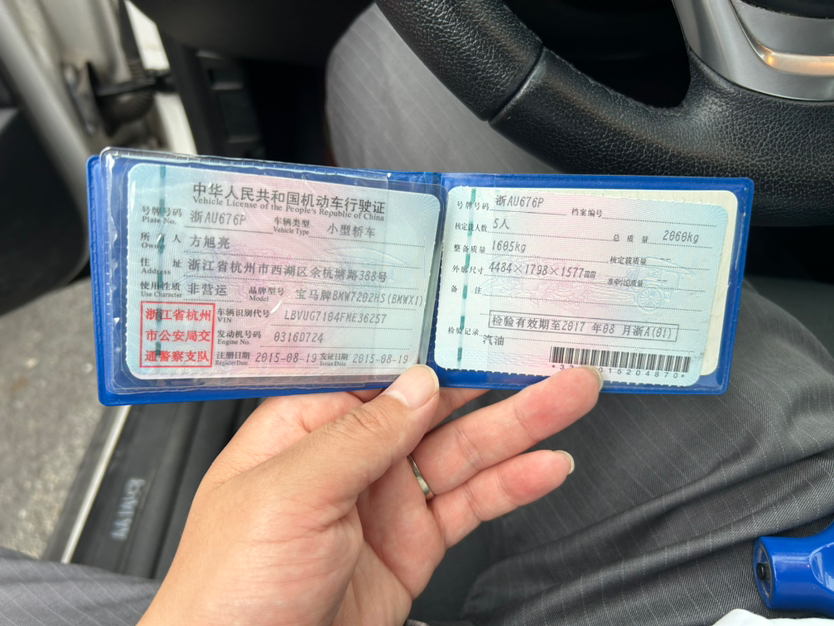 中华人民共和国机动车行驶证
Vehicle License of the People's Republic of China
号牌号码 浙AU676P 车辆类型 小型轿车
Plate No. Vehicle Type
所有人 方旭亮
Owner
住址 浙江省杭州市西湖区余杭塘路388号
Address
使用性质 非营运 品牌型号 宝马牌BMW7202HS(BMWX1)
Use Character Model
浙江省杭州
市公安局交
通警察支队
车辆识别代号 LBVUG7104FME36257
VIN
发动机号码 0316D724
Engine No.
注册日期 2015-08-19 发证日期 2015-08-19
Register Date Issue Date
号牌号码 浙AU676P 档案编号
核定载人数 5人 总质量 2060kg
整备质量 1605kg 核定载质量 --
外廓尺寸 4484×1798×1577mm 准牵引总质量 --
备注
检验记录 检验有效期至2017年08月浙A(01)
汽油